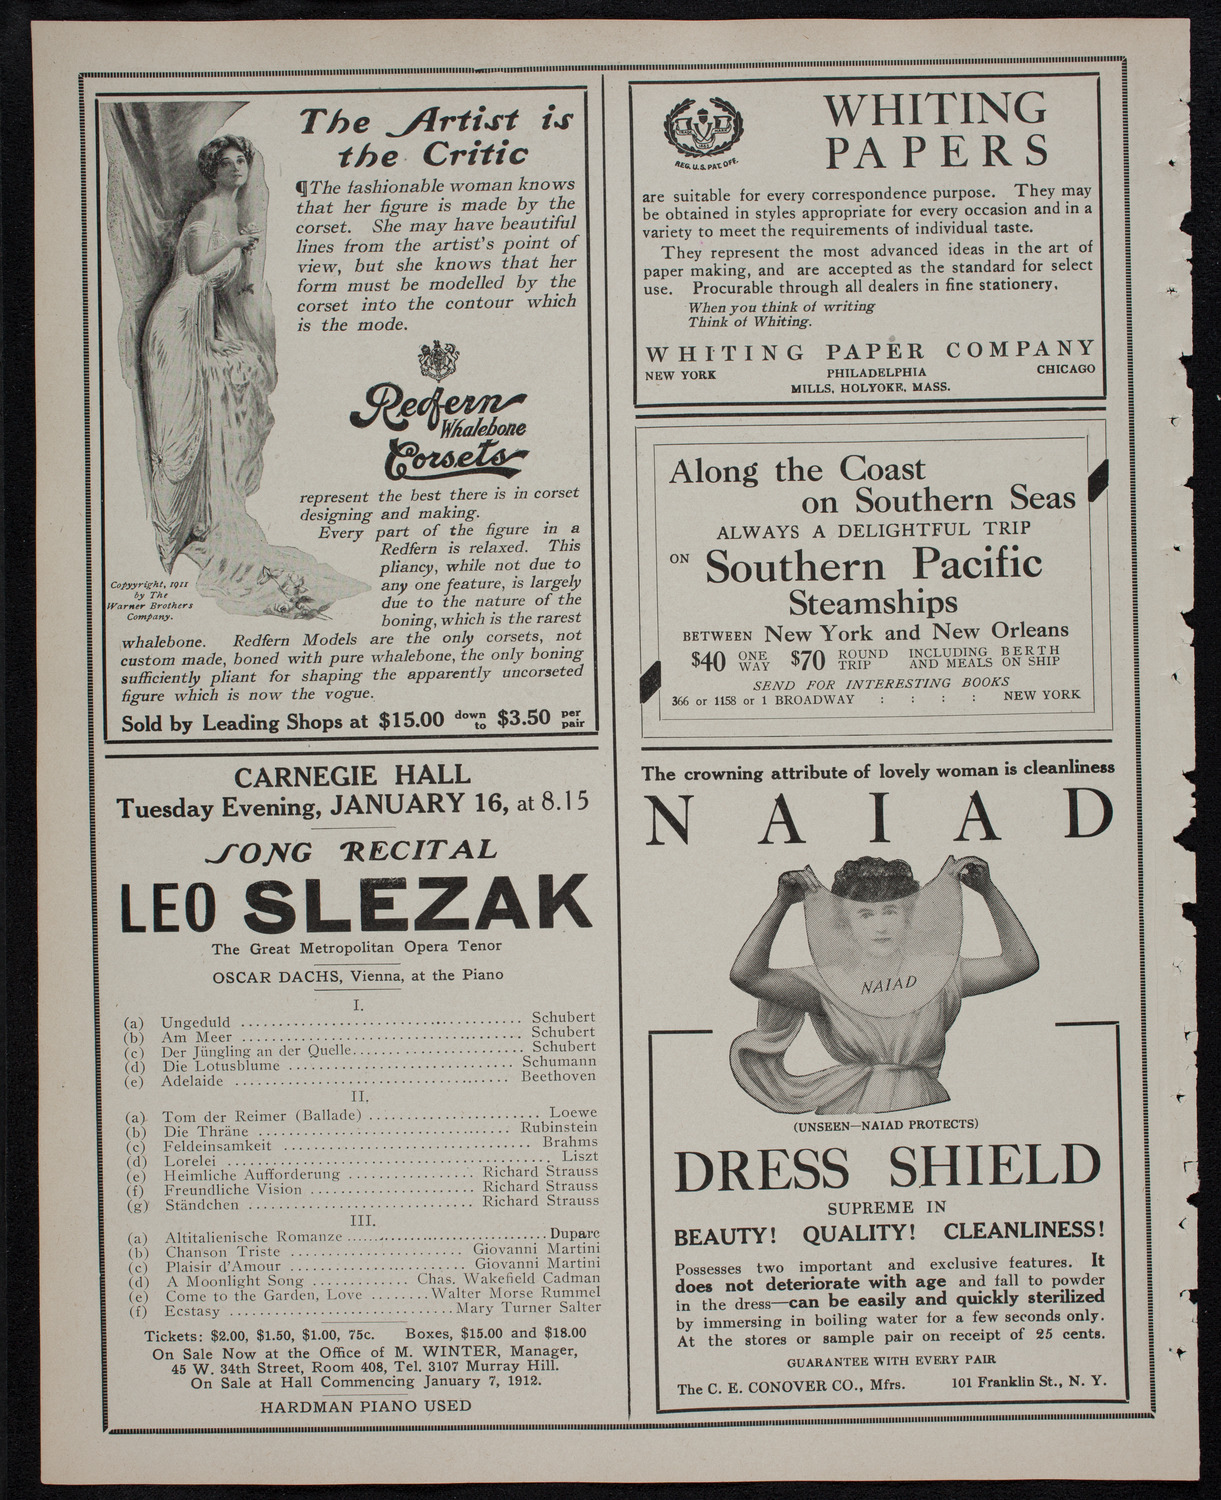 The Artist is
the Critic
¶The fashionable woman knows
that her figure is made by the
corset. She may have beautiful
lines from the artist's point of
view, but she knows that her
form must be modelled by the
corset into the contour which
is the mode.
Redfern
Whalebone
Corsets
represent the best there is in corset
designing and making.
Every part of the figure in a
Redfern is relaxed. This
pliancy, while not due to
any one feature, is largely
due to the nature of the
boning, which is the rarest
Copyright, 1911
by The
Warner Brothers
Company.
whalebone. Redfern Models are the only corsets, not
custom made, boned with pure whalebone, the only boning
sufficiently pliant for shaping the apparently uncorseted
figure which is now the vogue.
Sold by Leading Shops at $15.00 down to $3.50 per pair
CARNEGIE HALL
Tuesday Evening, JANUARY 16, at 8.15
SONG RECITAL
LEO SLEZAK
The Great Metropolitan Opera Tenor
OSCAR DACHS, Vienna, at the Piano
I.
(a) Ungeduld ........ Schubert
(b) Am Meer ........ Schubert
(c) Der Jüngling an der Quelle........ Schubert
(d) Die Lotusblume ........ Schumann
(e) Adelaide ........ Beethoven
II.
(a) Tom der Reimer (Ballade) ........ Loewe
(b) Die Thräne ........ Rubinstein
(c) Feldeinsamkeit ........ Brahms
(d) Lorelei ........ Liszt
(e) Heimliche Aufforderung ........ Richard Strauss
(f) Freundliche Vision ........ Richard Strauss
(g) Ständchen ........ Richard Strauss
III.
(a) Altitalienische Romanze ........ Duparc
(b) Chanson Triste ........ Giovanni Martini
(c) Plaisir d'Amour ........ Giovanni Martini
(d) A Moonlight Song ........ Chas. Wakefield Cadman
(e) Come to the Garden, Love ........ Walter Morse Rummel
(f) Ecstasy ........ Mary Turner Salter
Tickets: $2.00, $1.50, $1.00, 75c. Boxes, $15.00 and $18.00
On Sale Now at the Office of M. WINTER, Manager,
45 W. 34th Street, Room 408, Tel. 3107 Murray Hill.
On Sale at Hall Commencing January 7, 1912.
HARDMAN PIANO USED
REG. U.S. PAT. OFF.
WHITING
PAPERS
are suitable for every correspondence purpose. They may
be obtained in styles appropriate for every occasion and in a
variety to meet the requirements of individual taste.
They represent the most advanced ideas in the art of
paper making, and are accepted as the standard for select
use. Procurable through all dealers in fine stationery.
When you think of writing
Think of Whiting.
WHITING PAPER COMPANY
NEW YORK PHILADELPHIA CHICAGO
MILLS, HOLYOKE, MASS.
Along the Coast
on Southern Seas
ALWAYS A DELIGHTFUL TRIP
ON Southern Pacific
Steamships
BETWEEN New York and New Orleans
$40 ONE WAY $70 ROUND TRIP INCLUDING BERTH AND MEALS ON SHIP
SEND FOR INTERESTING BOOKS
366 or 1158 or 1 BROADWAY : : : : NEW YORK
The crowning attribute of lovely woman is cleanliness
NAIAD
NAIAD
(UNSEEN—NAIAD PROTECTS)
DRESS SHIELD
SUPREME IN
BEAUTY! QUALITY! CLEANLINESS!
Possesses two important and exclusive features. It
does not deteriorate with age and fall to powder
in the dress—can be easily and quickly sterilized
by immersing in boiling water for a few seconds only.
At the stores or sample pair on receipt of 25 cents.
GUARANTEE WITH EVERY PAIR
The C. E. CONOVER CO., Mfrs. 101 Franklin St., N. Y.